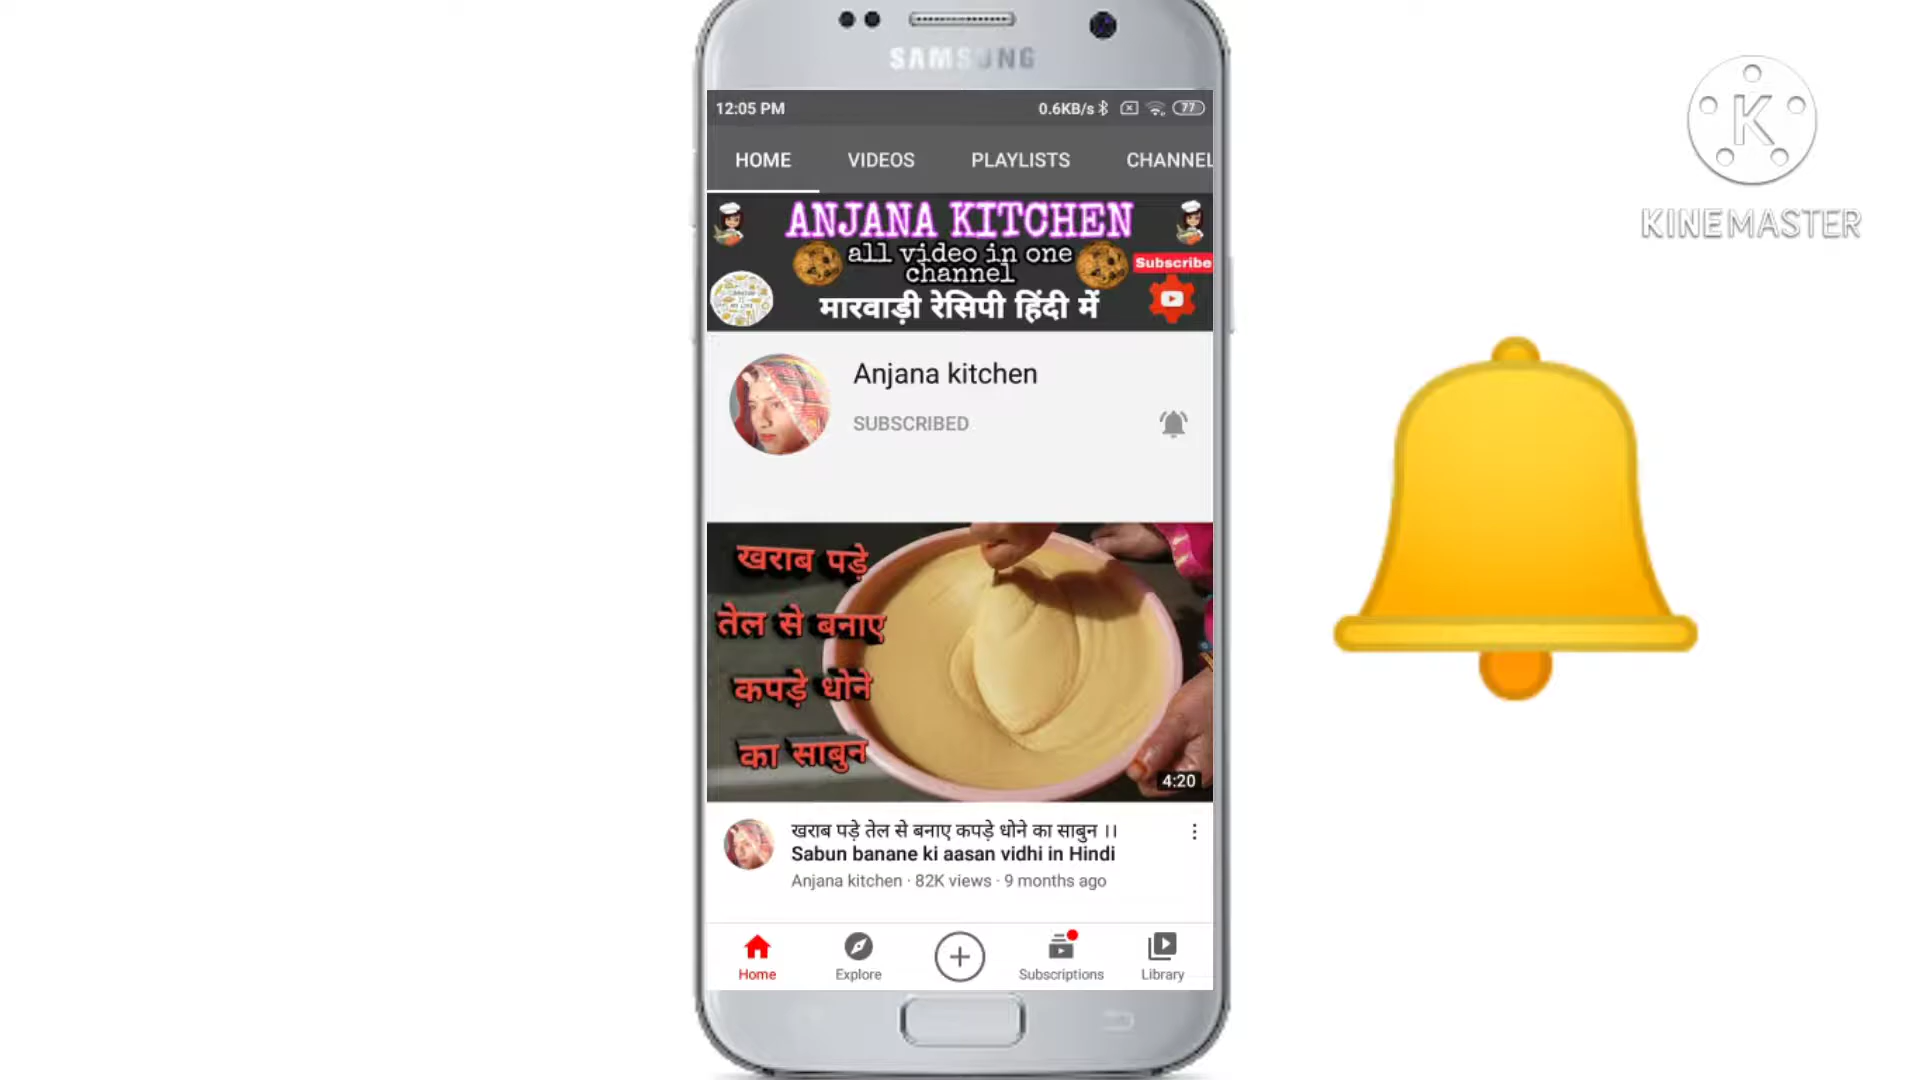 SAMSUNG
12:05 PM 0.6KB/s 77
HOME VIDEOS PLAYLISTS CHANNEL
ANJANA KITCHEN
all video in one
channel
Subscribe
मारवाड़ी रेसिपी हिंदी में
Anjana kitchen
SUBSCRIBED
खराब पड़े
तेल से बनाए
कपड़े धोने
का साबुन
4:20
खराब पड़े तेल से बनाए कपड़े धोने का साबुन ।।
Sabun banane ki aasan vidhi in Hindi
Anjana kitchen · 82K views · 9 months ago
Home Explore Subscriptions Library
K
KINEMASTER